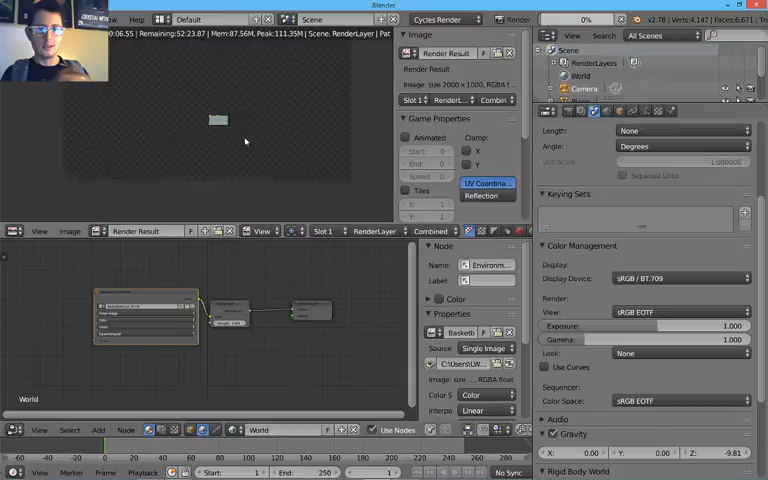 Blender
Window
Help
Default
Scene
Cycles Render
Render
0%
v2.78 | Verts:4,147 | Faces:6,671 | Tr
06.55 | Remaining:52:23.87 | Mem:87.56M, Peak:111.35M | Scene, RenderLayer | Pat
View
Search
All Scenes
Scene
RenderLayers
World
Camera
Image
Render Result
F
Render Result
Image: size 2000 x 1000, RGBA f...
Slot 1
RenderL...
Combin
Game Properties
Animated
Clamp:
Start: 0
X
End: 0
Y
Speed: 0
UV Coordina...
Tiles
Reflection
X: 1
Y: 1
Length:
None
Angle:
Degrees
Unit Scale:
1.000000
Separate Units
Keying Sets
Color Management
Display:
Display Device:
sRGB / BT.709
Render:
View:
sRGB EOTF
Exposure: 1.000
Gamma: 1.000
Look:
None
Use Curves
Sequencer:
Color Space:
sRGB EOTF
Audio
Gravity
X: 0.00
Y: 0.00
Z: -9.81
Rigid Body World
View
Image
Render Result
F
View
Slot 1
RenderLayer
Combined
Node
Name:
Environm...
Label:
Color
Properties
Basketb
F
Source
Single Image
C:\Users\LW...
Image: size ..., RGBA float
Color S
Color
Interpo
Linear
World
View
Select
Add
Node
World
F
Use Nodes
-60 -40 -20 0 20 40 60 80 100 120 140 160 180 200 220 240 260 280
View
Marker
Frame
Playback
Start: 1
End: 250
1
No Sync